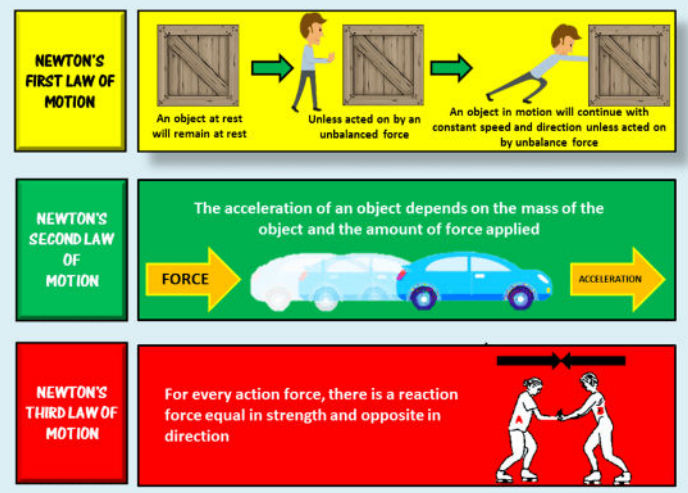 NEWTON'S
FIRST LAW OF
MOTION
An object at rest
will remain at rest
Unless acted on by an
unbalanced force
An object in motion will continue with
constant speed and direction unless acted on
by unbalance force
NEWTON'S
SECOND LAW
OF
MOTION
The acceleration of an object depends on the mass of the
object and the amount of force applied
FORCE
ACCELERATION
NEWTON'S
THIRD LAW OF
MOTION
For every action force, there is a reaction
force equal in strength and opposite in
direction